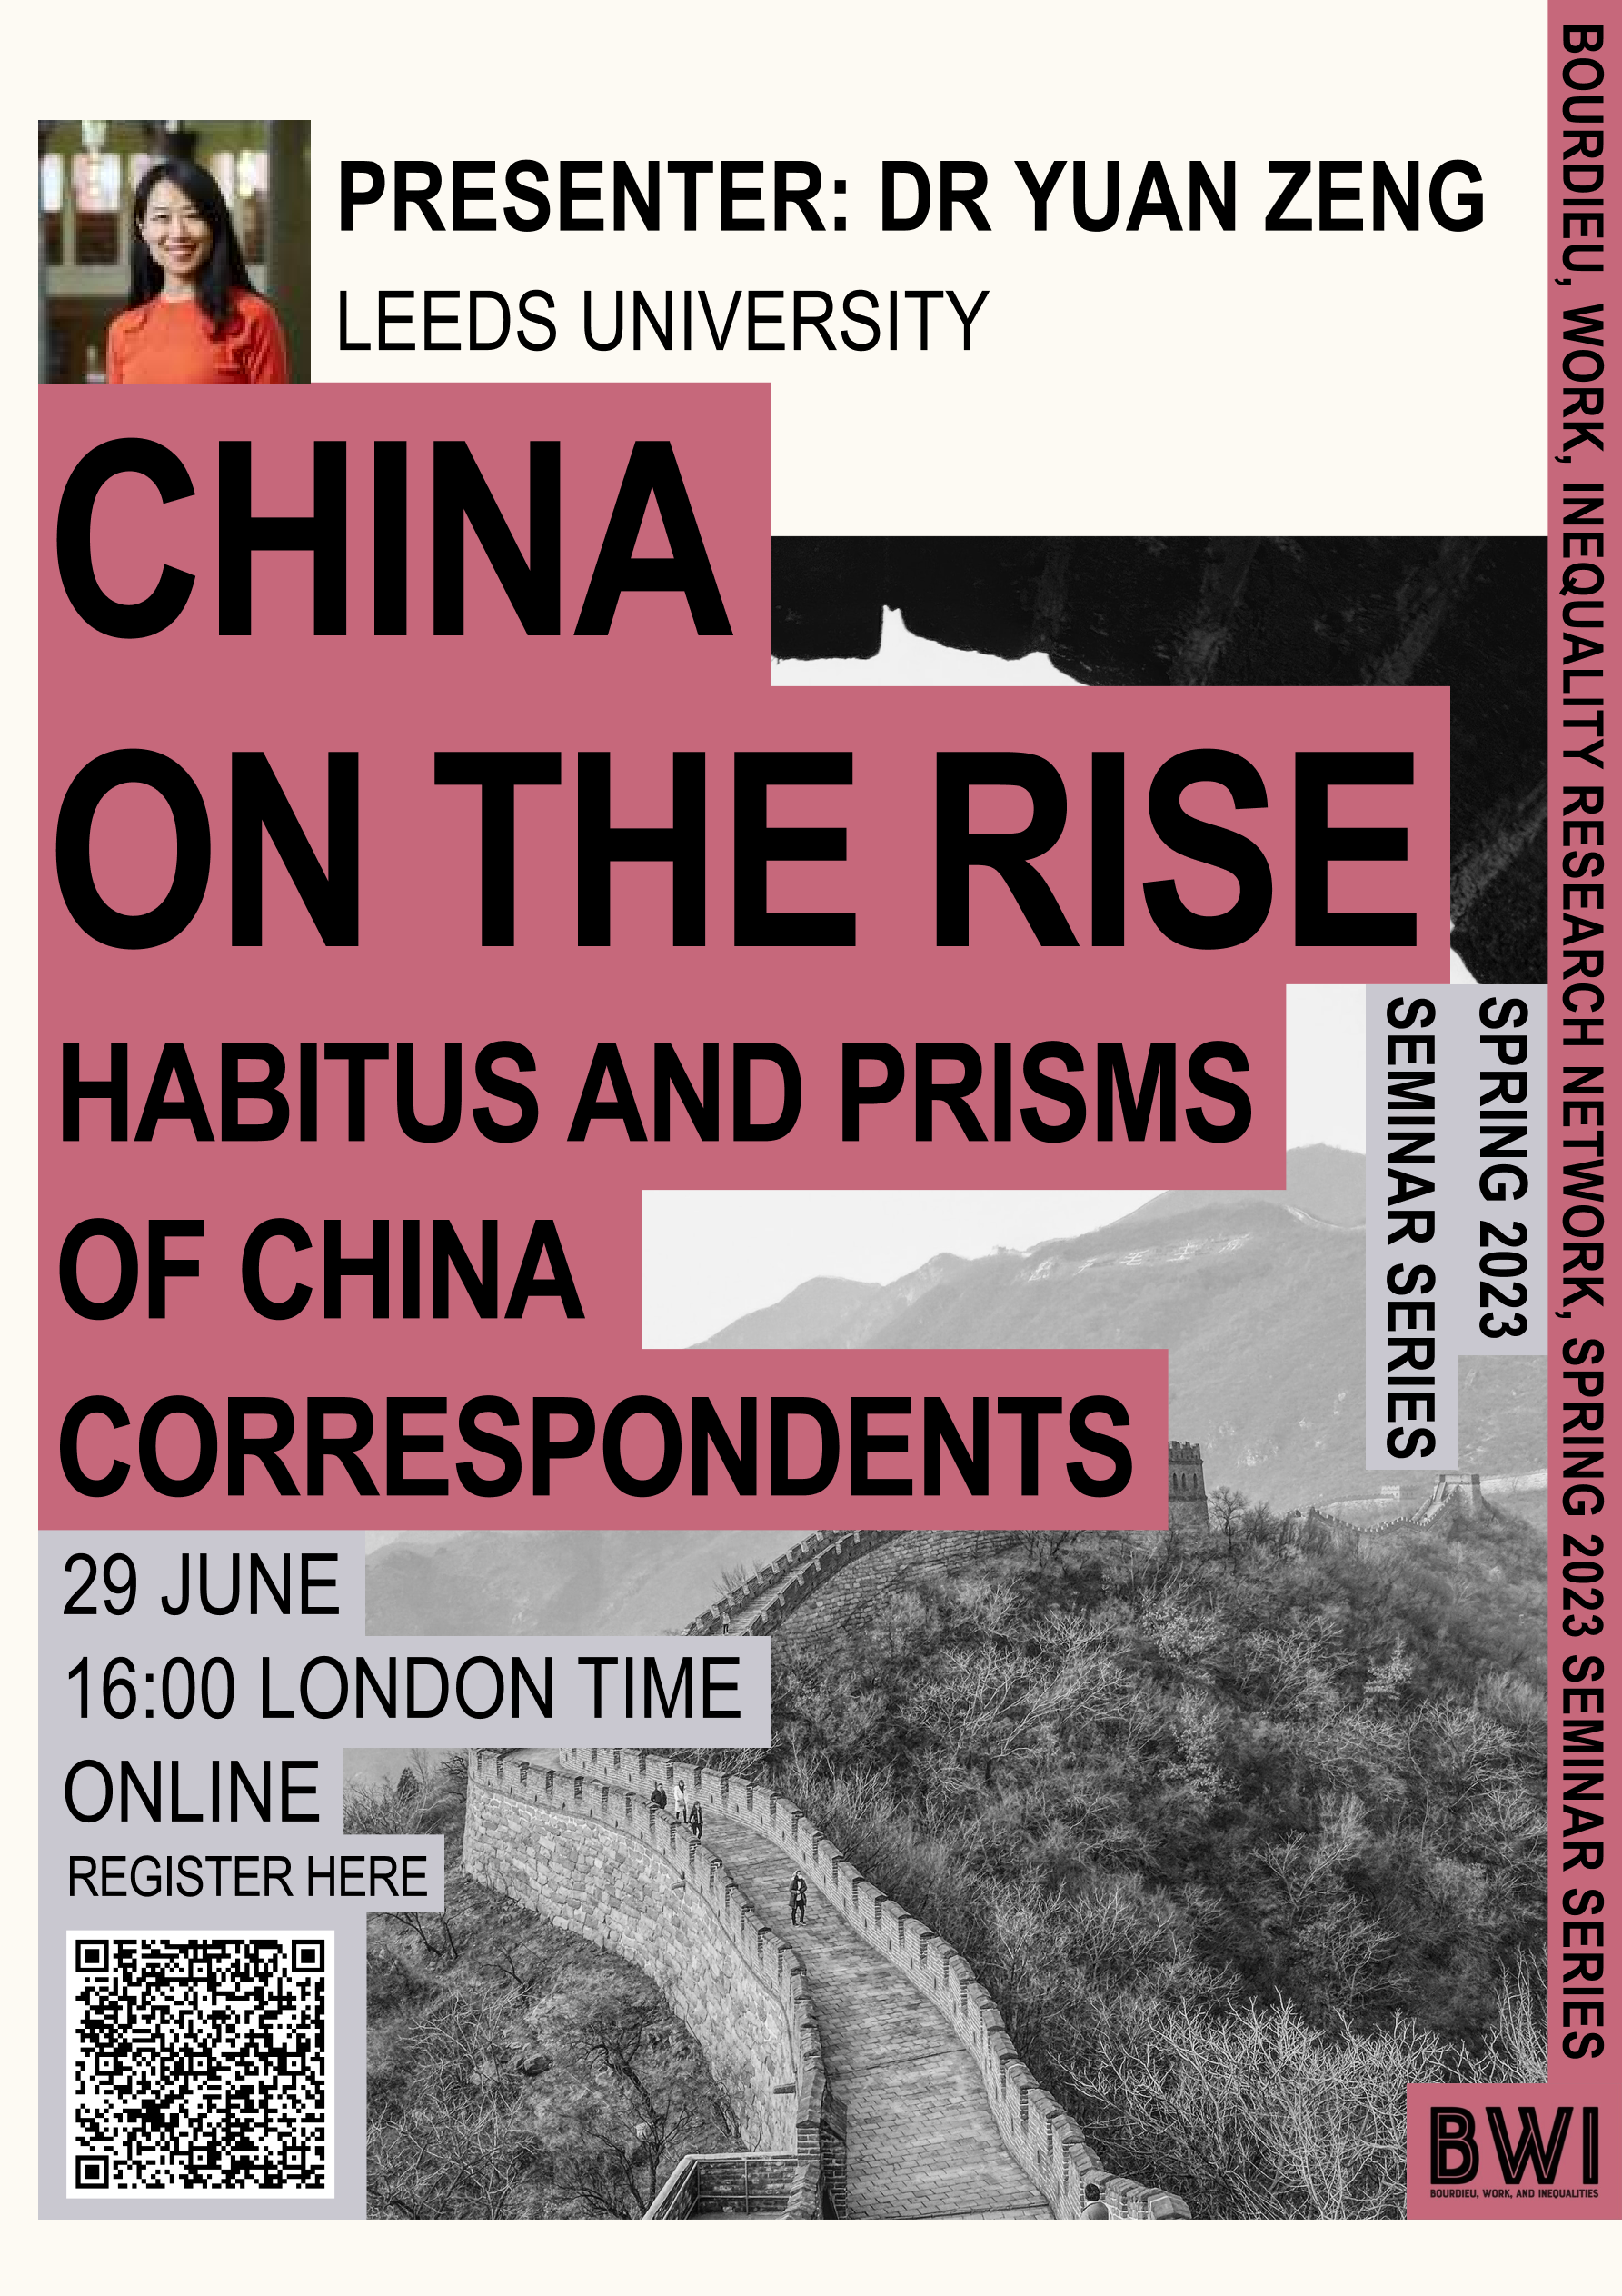 PRESENTER: DR YUAN ZENG
LEEDS UNIVERSITY
CHINA
ON THE RISE
HABITUS AND PRISMS
OF CHINA
CORRESPONDENTS
SPRING 2023
SEMINAR SERIES
29 JUNE
16:00 LONDON TIME
ONLINE
REGISTER HERE
BOURDIEU, WORK, INEQUALITY RESEARCH NETWORK, SPRING 2023 SEMINAR SERIES
BWI
BOURDIEU, WORK, AND INEQUALITIES